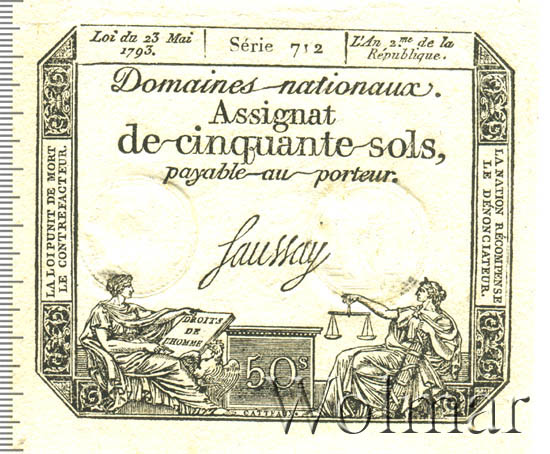 Loi du 23 Mai
1793.
Série 712
L'An 2.me de la
République.
Domaines nationaux.
Assignat
de cinquante sols,
payable au porteur.
LA LOI PUNIT DE MORT
LE CONTREFACTEUR.
LA NATION RÉCOMPENSE
LE DÉNONCIATEUR.
Saussay
DROITS
DE
L'HOMME
50s
Wolmar